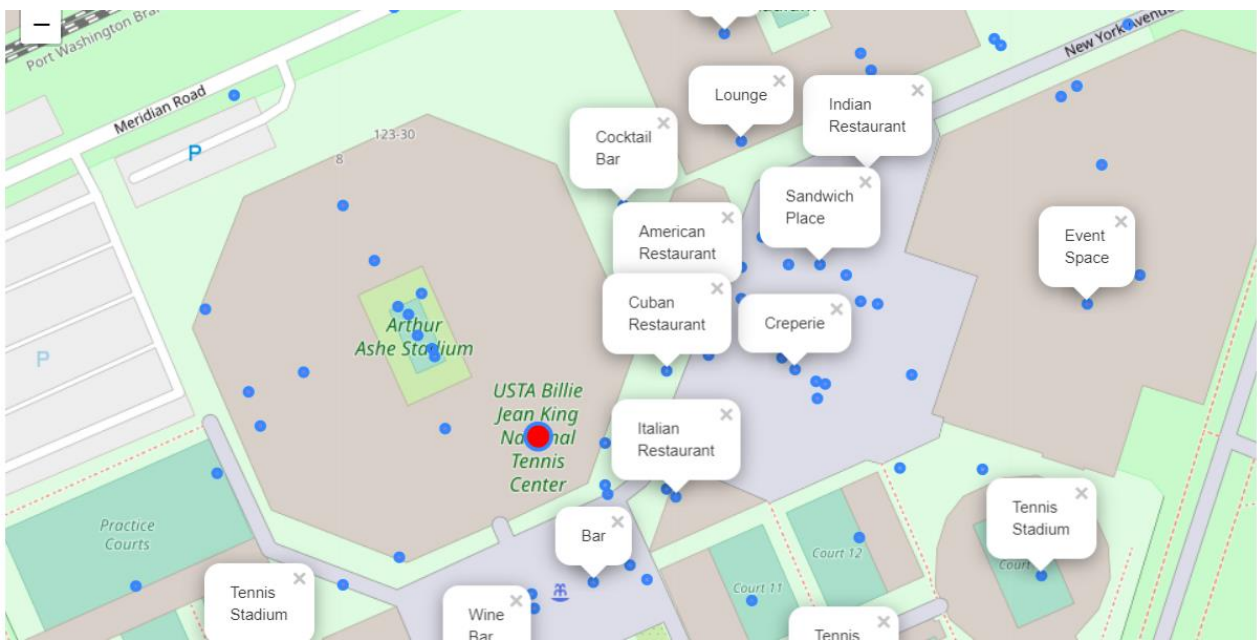 −
Port Washington Bra
Meridian Road
123-30
8
P
P
New York Avenue
Lounge ×
Indian ×
Restaurant
Cocktail ×
Bar
Sandwich ×
Place
American ×
Restaurant
Event ×
Space
Cuban ×
Restaurant
Creperie ×
Arthur
Ashe Stadium
USTA Billie
Jean King
National
Tennis
Center
Italian ×
Restaurant
Practice
Courts
Bar ×
Tennis ×
Stadium
Court 12
Court
Court 11
Tennis ×
Stadium
Wine ×
Bar
Tennis ×